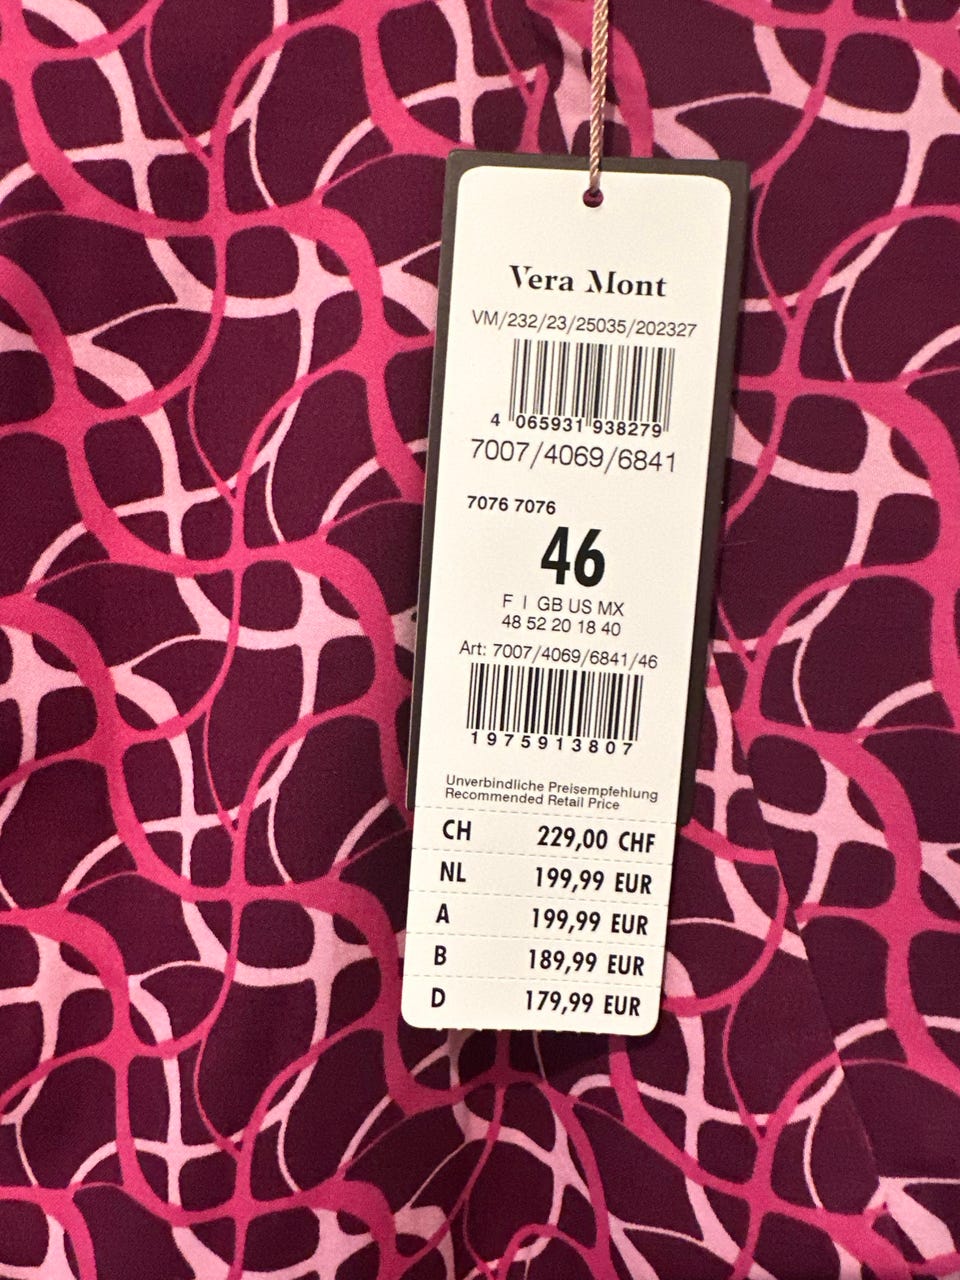 Vera Mont
VM/232/23/25035/202327
4 065931 938279
7007/4069/6841
7076 7076
46
F I GB US MX
48 52 20 18 40
Art: 7007/4069/6841/46
1975913807
Unverbindliche Preisempfehlung
Recommended Retail Price
CH 229,00 CHF
NL 199,99 EUR
A 199,99 EUR
B 189,99 EUR
D 179,99 EUR